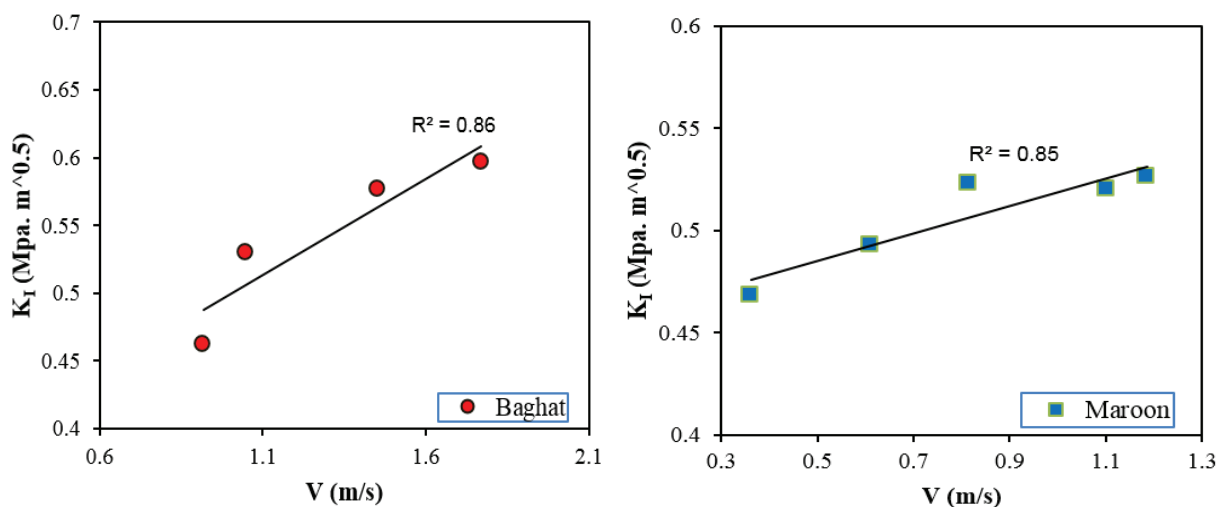 0.7
0.65
0.6
0.55
0.5
0.45
0.4
K_I (Mpa. m^0.5)
R² = 0.86
Baghat
0.6 1.1 1.6 2.1
V (m/s)
0.6
0.55
0.5
0.45
0.4
K_I (Mpa. m^0.5)
R² = 0.85
Maroon
0.3 0.5 0.7 0.9 1.1 1.3
V (m/s)